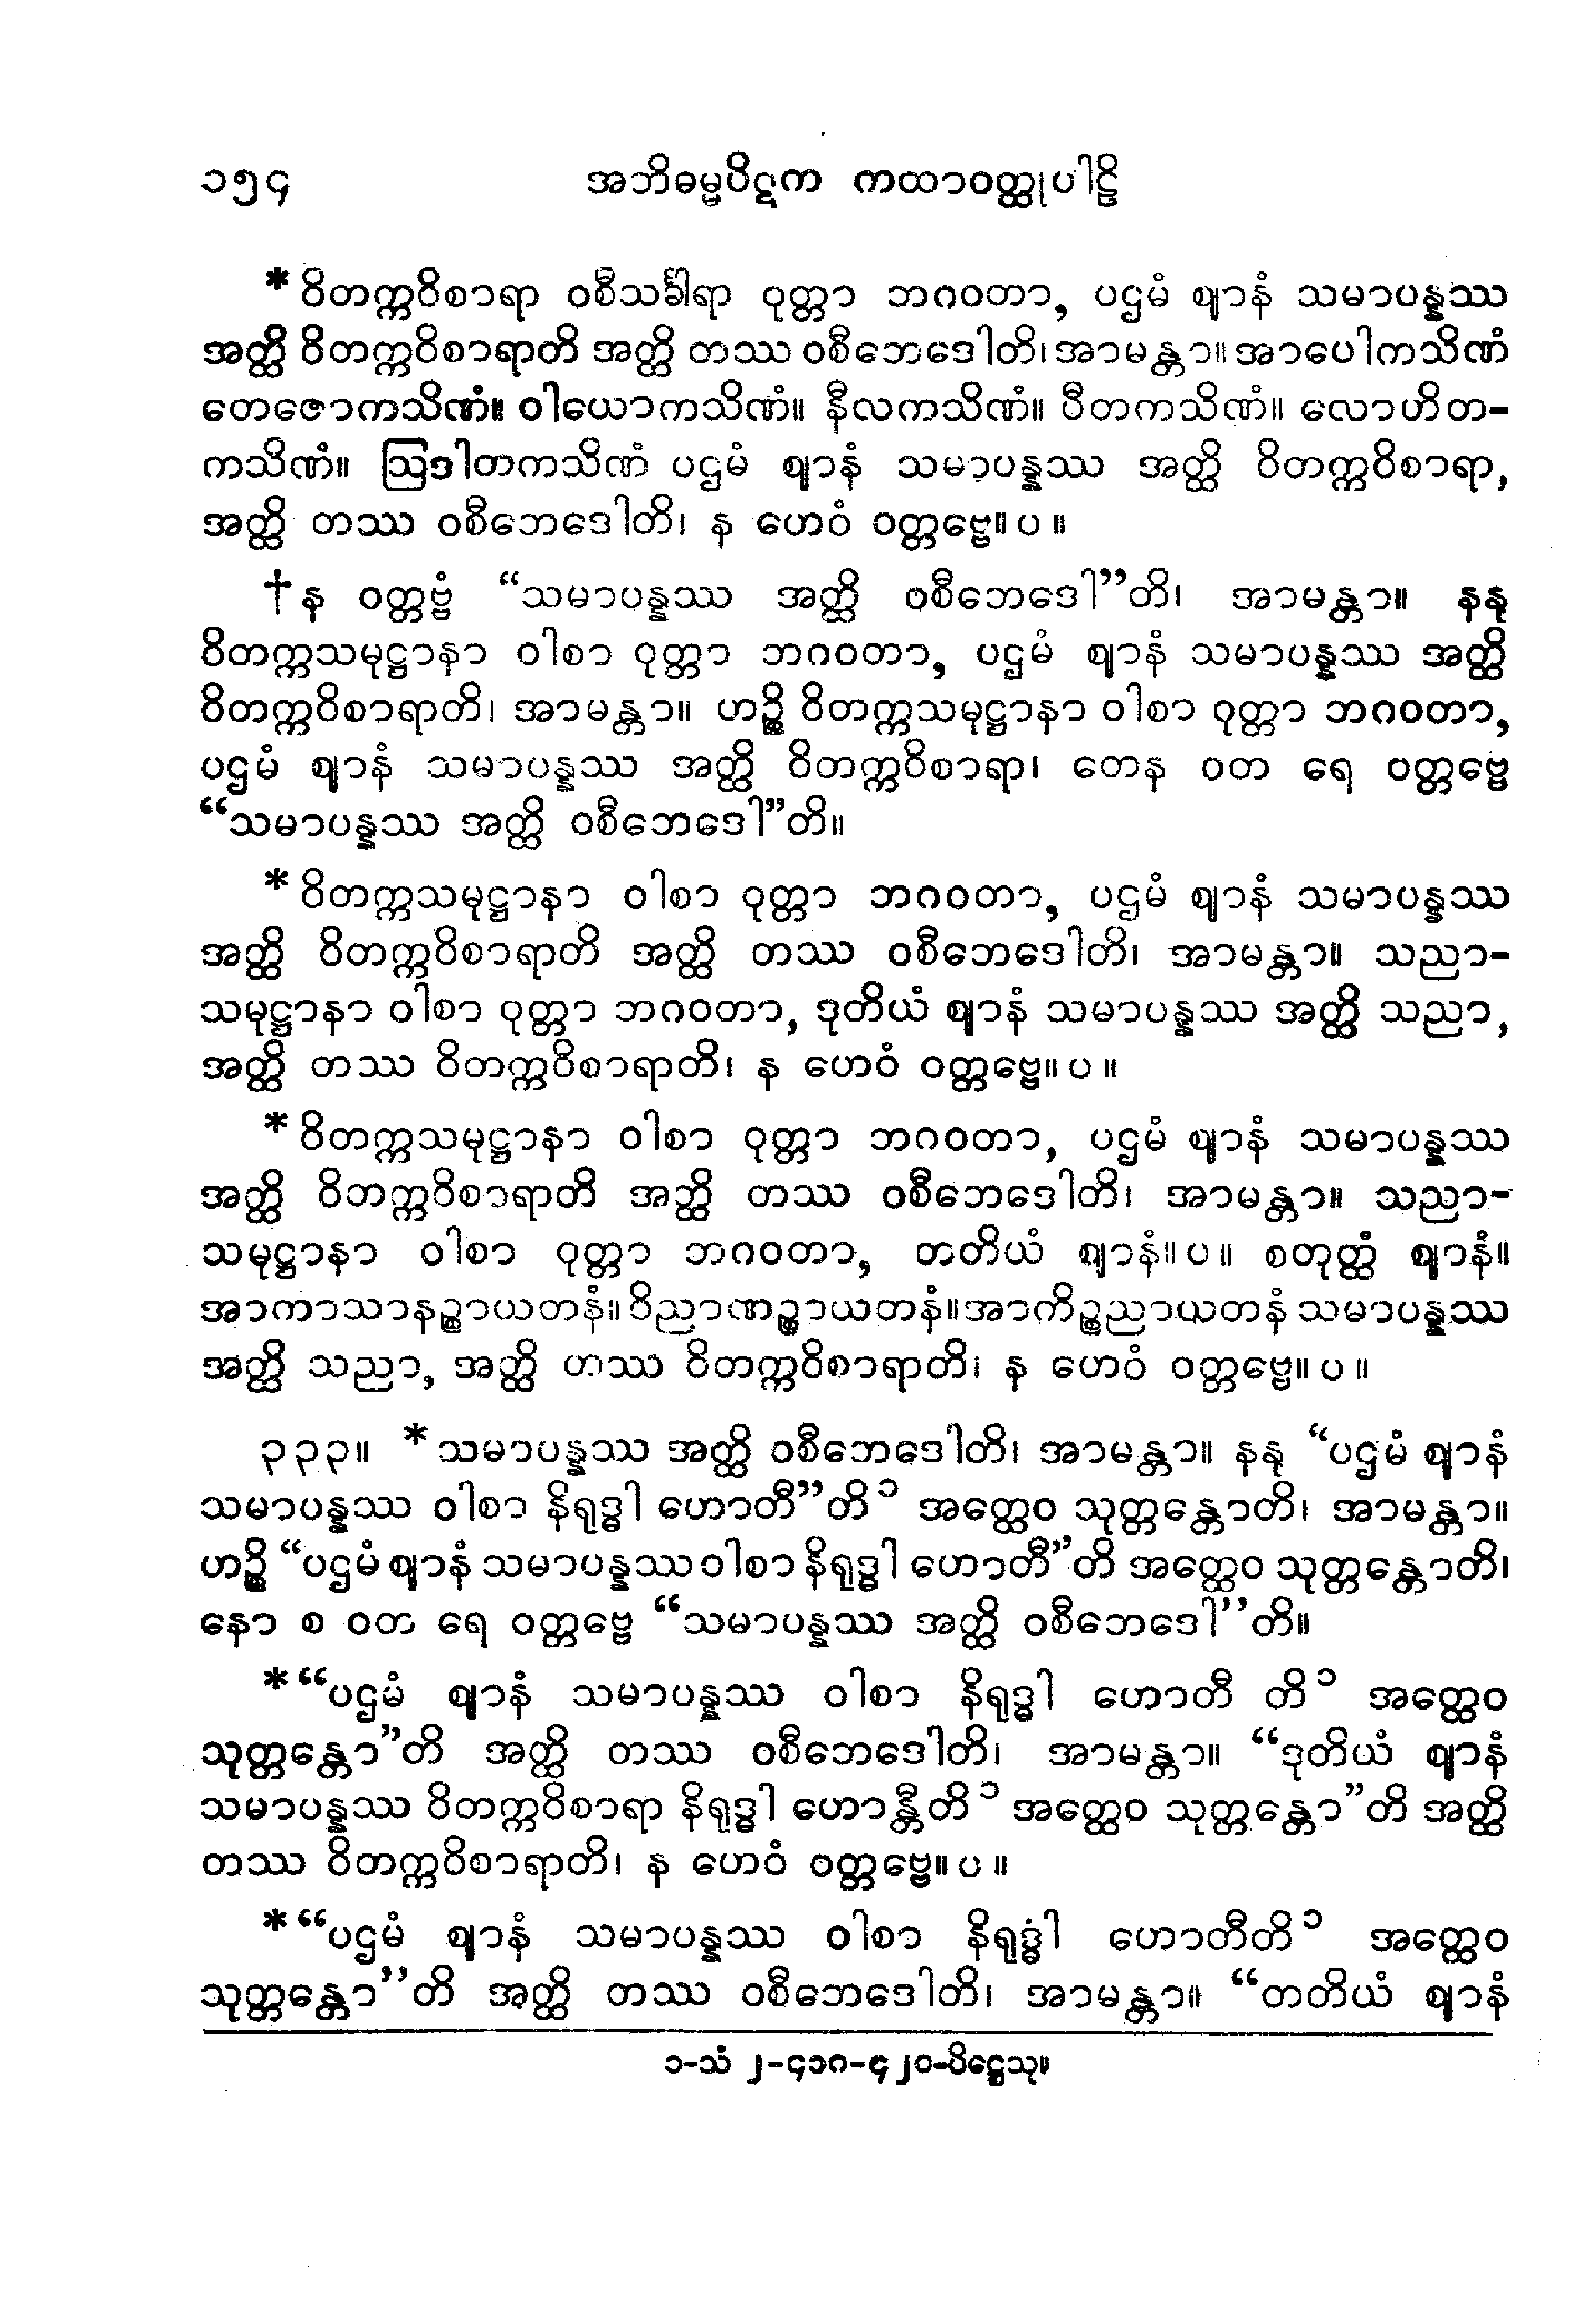 ၁၅၄ အဘိဓမ္မပိဋက ကထာဝတ္ထုပါဠိ
*ဝိတက္ကဝိစာရာ ဝစီသင်္ခါရာ ဝုတ္တာ ဘဂဝတာ, ပဌမံ ဈာနံ သမာပန္နဿ
အတ္ထိ ဝိတက္ကဝိစာရာတိ အတ္ထိ တဿ ဝစီဘေဒေါတိ၊ အာမန္တာ။ အာပေါကသိဏံ
တေဇောကသိဏံ။ ဝါယောကသိဏံ။ နီလကသိဏံ။ ပီတကသိဏံ။ လောဟိတ-
ကသိဏံ။ ဩဒါတကသိဏံ ပဌမံ ဈာနံ သမာပန္နဿ အတ္ထိ ဝိတက္ကဝိစာရာ,
အတ္ထိ တဿ ဝစီဘေဒေါတိ၊ န ဟေဝံ ဝတ္တဗ္ဗေ။ ပ ။
†န ဝတ္တဗ္ဗံ “သမာပန္နဿ အတ္ထိ ဝစီဘေဒေါ”တိ၊ အာမန္တာ။ နနု
ဝိတက္ကသမုဋ္ဌာနာ ဝါစာ ဝုတ္တာ ဘဂဝတာ, ပဌမံ ဈာနံ သမာပန္နဿ အတ္ထိ
ဝိတက္ကဝိစာရာတိ၊ အာမန္တာ။ ဟဉ္စိ ဝိတက္ကသမုဋ္ဌာနာ ဝါစာ ဝုတ္တာ ဘဂဝတာ,
ပဌမံ ဈာနံ သမာပန္နဿ အတ္ထိ ဝိတက္ကဝိစာရာ၊ တေန ဝတ ရေ ဝတ္တဗ္ဗေ
“သမာပန္နဿ အတ္ထိ ဝစီဘေဒေါ”တိ။
*ဝိတက္ကသမုဋ္ဌာနာ ဝါစာ ဝုတ္တာ ဘဂဝတာ, ပဌမံ ဈာနံ သမာပန္နဿ
အတ္ထိ ဝိတက္ကဝိစာရာတိ အတ္ထိ တဿ ဝစီဘေဒေါတိ၊ အာမန္တာ။ သညာ-
သမုဋ္ဌာနာ ဝါစာ ဝုတ္တာ ဘဂဝတာ, ဒုတိယံ ဈာနံ သမာပန္နဿ အတ္ထိ သညာ,
အတ္ထိ တဿ ဝိတက္ကဝိစာရာတိ၊ န ဟေဝံ ဝတ္တဗ္ဗေ။ ပ ။
*ဝိတက္ကသမုဋ္ဌာနာ ဝါစာ ဝုတ္တာ ဘဂဝတာ, ပဌမံ ဈာနံ သမာပန္နဿ
အတ္ထိ ဝိတက္ကဝိစာရာတိ အတ္ထိ တဿ ဝစီဘေဒေါတိ၊ အာမန္တာ။ သညာ-
သမုဋ္ဌာနာ ဝါစာ ဝုတ္တာ ဘဂဝတာ, တတိယံ ဈာနံ။ ပ ။ စတုတ္ထံ ဈာနံ။
အာကာသာနဉ္စာယတနံ။ ဝိညာဏဉ္စာယတနံ။ အာကိဉ္စညာယတနံ သမာပန္နဿ
အတ္ထိ သညာ, အတ္ထိ တဿ ဝိတက္ကဝိစာရာတိ၊ န ဟေဝံ ဝတ္တဗ္ဗေ။ ပ ။
၃၃၃။ *သမာပန္နဿ အတ္ထိ ဝစီဘေဒေါတိ၊ အာမန္တာ။ နနု “ပဌမံ ဈာနံ
သမာပန္နဿ ဝါစာ နိရုဒ္ဓါ ဟောတီ”တိ ၁ အတ္ထေဝ သုတ္တန္တောတိ၊ အာမန္တာ။
ဟဉ္စိ “ပဌမံ ဈာနံ သမာပန္နဿ ဝါစာ နိရုဒ္ဓါ ဟောတီ”တိ အတ္ထေဝ သုတ္တန္တောတိ၊
နော စ ဝတ ရေ ဝတ္တဗ္ဗေ “သမာပန္နဿ အတ္ထိ ဝစီဘေဒေါ”တိ။
*“ပဌမံ ဈာနံ သမာပန္နဿ ဝါစာ နိရုဒ္ဓါ ဟောတီ တိ ၁ အတ္ထေဝ
သုတ္တန္တော”တိ အတ္ထိ တဿ ဝစီဘေဒေါတိ၊ အာမန္တာ။ “ဒုတိယံ ဈာနံ
သမာပန္နဿ ဝိတက္ကဝိစာရာ နိရုဒ္ဓါ ဟောန္တီတိ ၁ အတ္ထေဝ သုတ္တန္တော”တိ အတ္ထိ
တဿ ဝိတက္ကဝိစာရာတိ၊ န ဟေဝံ ဝတ္တဗ္ဗေ။ ပ ။
*“ပဌမံ ဈာနံ သမာပန္နဿ ဝါစာ နိရုဒ္ဓါ ဟောတီတိ ၁ အတ္ထေဝ
သုတ္တန္တော”တိ အတ္ထိ တဿ ဝစီဘေဒေါတိ၊ အာမန္တာ။ “တတိယံ ဈာနံ
၁-သံ ၂-၄၁၈-၄၂၀-ပိဋ္ဌေသု။